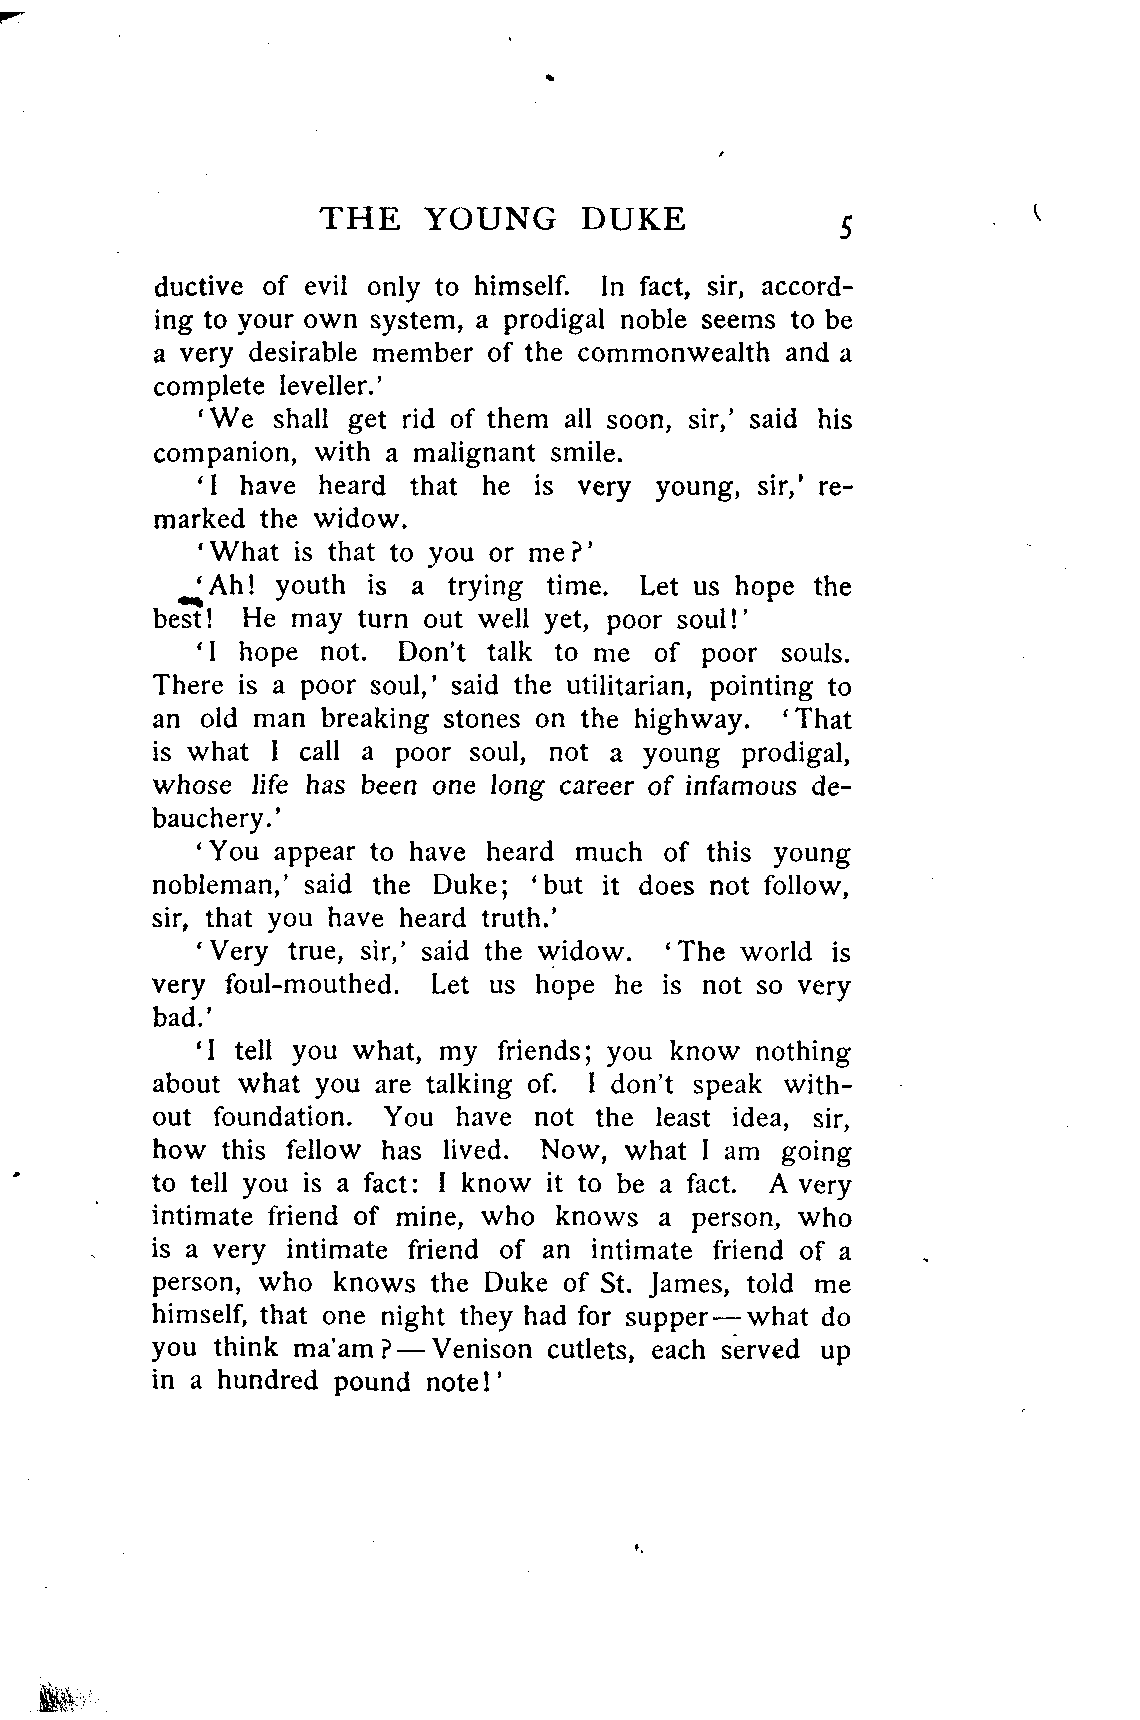 THE YOUNG DUKE 5
ductive of evil only to himself. In fact, sir, accord-
ing to your own system, a prodigal noble seems to be
a very desirable member of the commonwealth and a
complete leveller.’
‘We shall get rid of them all soon, sir,’ said his
companion, with a malignant smile.
‘I have heard that he is very young, sir,’ re-
marked the widow.
‘What is that to you or me?’
‘Ah! youth is a trying time. Let us hope the
best! He may turn out well yet, poor soul!’
‘I hope not. Don’t talk to me of poor souls.
There is a poor soul,’ said the utilitarian, pointing to
an old man breaking stones on the highway. ‘That
is what I call a poor soul, not a young prodigal,
whose life has been one long career of infamous de-
bauchery.’
‘You appear to have heard much of this young
nobleman,’ said the Duke; ‘but it does not follow,
sir, that you have heard truth.’
‘Very true, sir,’ said the widow. ‘The world is
very foul-mouthed. Let us hope he is not so very
bad.’
‘I tell you what, my friends; you know nothing
about what you are talking of. I don’t speak with-
out foundation. You have not the least idea, sir,
how this fellow has lived. Now, what I am going
to tell you is a fact: I know it to be a fact. A very
intimate friend of mine, who knows a person, who
is a very intimate friend of an intimate friend of a
person, who knows the Duke of St. James, told me
himself, that one night they had for supper—what do
you think ma’am?—Venison cutlets, each served up
in a hundred pound note!’